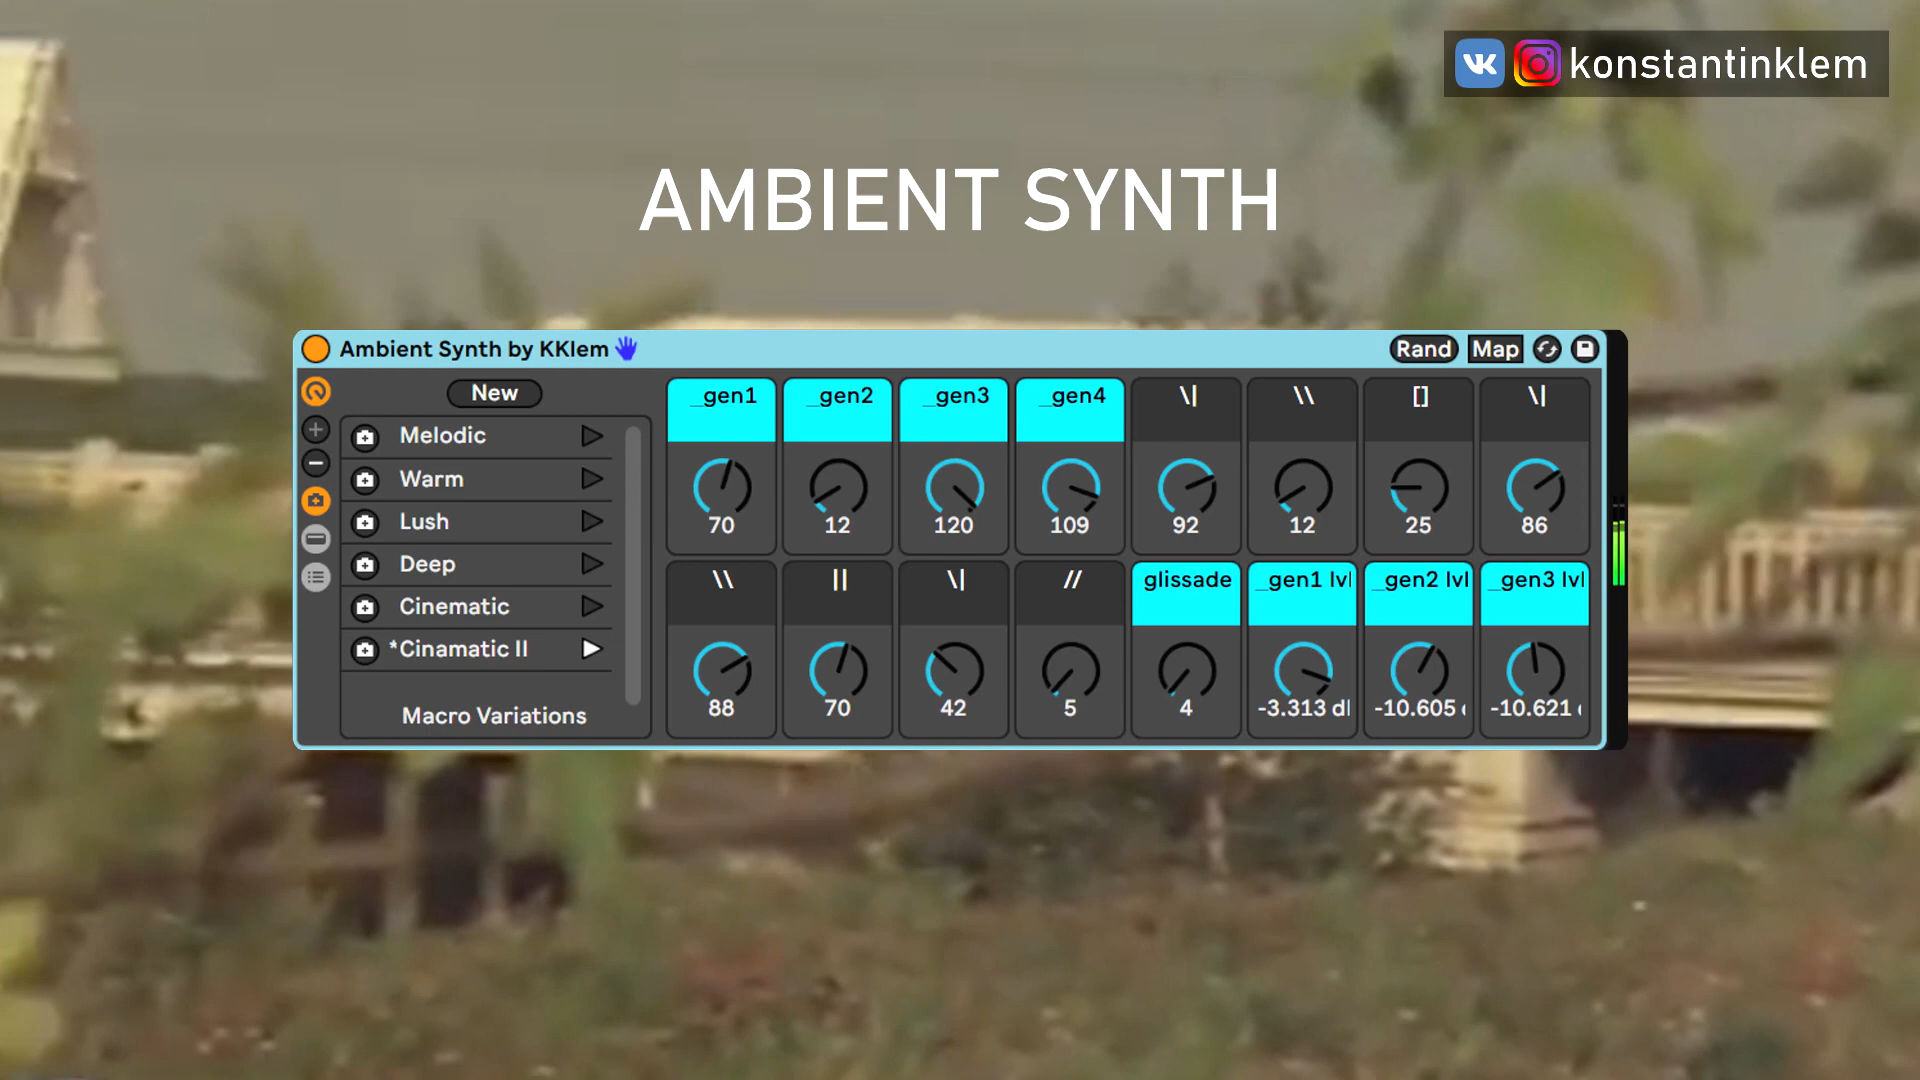 konstantinklem
AMBIENT SYNTH
Ambient Synth by KKlem
Rand Map
New
Melodic
Warm
Lush
Deep
Cinematic
*Cinamatic II
Macro Variations
_gen1 _gen2 _gen3 _gen4 \| \\ [] \|
70 12 120 109 92 12 25 86
\\ || \| // glissade _gen1 lvl _gen2 lvl _gen3 lvl
88 70 42 5 4 -3.313 d -10.605 -10.621